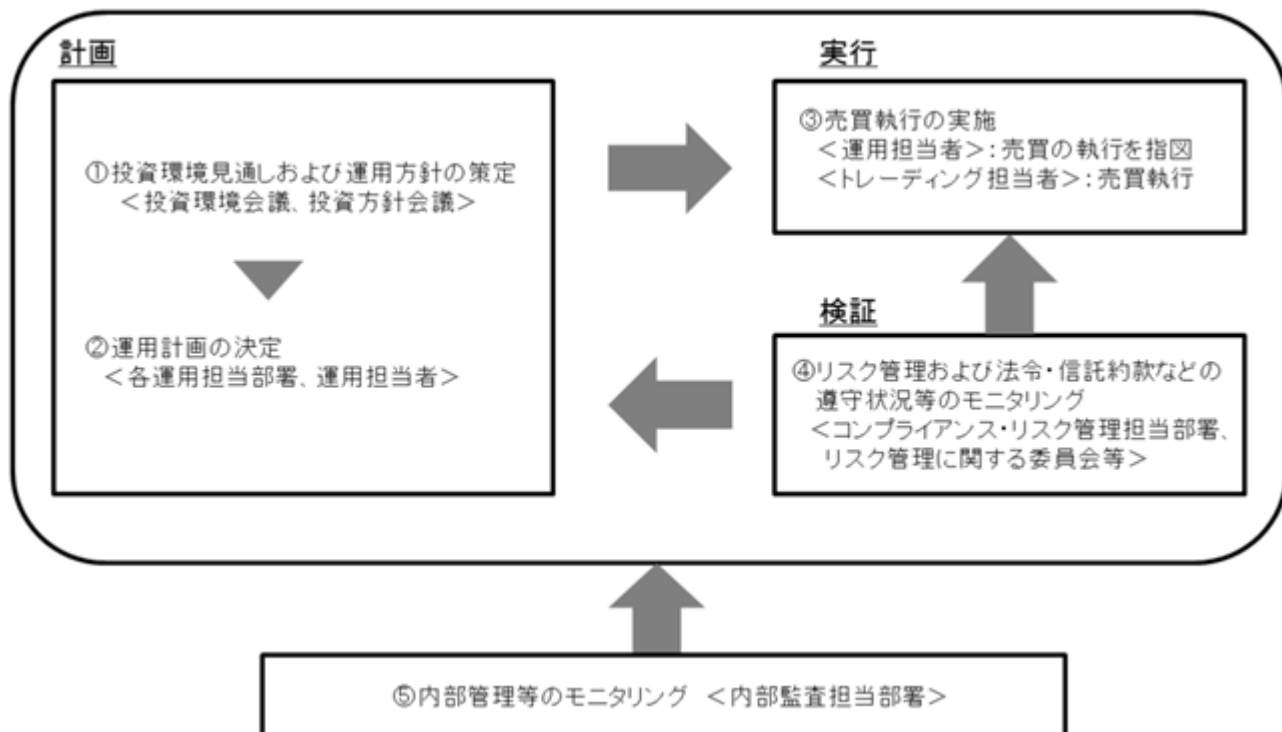 計画
①投資環境見通しおよび運用方針の策定
<投資環境会議、投資方針会議>
②運用計画の決定
<各運用担当部署、運用担当者>
実行
③売買執行の実施
<運用担当者>:売買の執行を指図
<トレーディング担当者>:売買執行
検証
④リスク管理および法令・信託約款などの
遵守状況等のモニタリング
<コンプライアンス・リスク管理担当部署、
リスク管理に関する委員会等>
⑤内部管理等のモニタリング <内部監査担当部署>